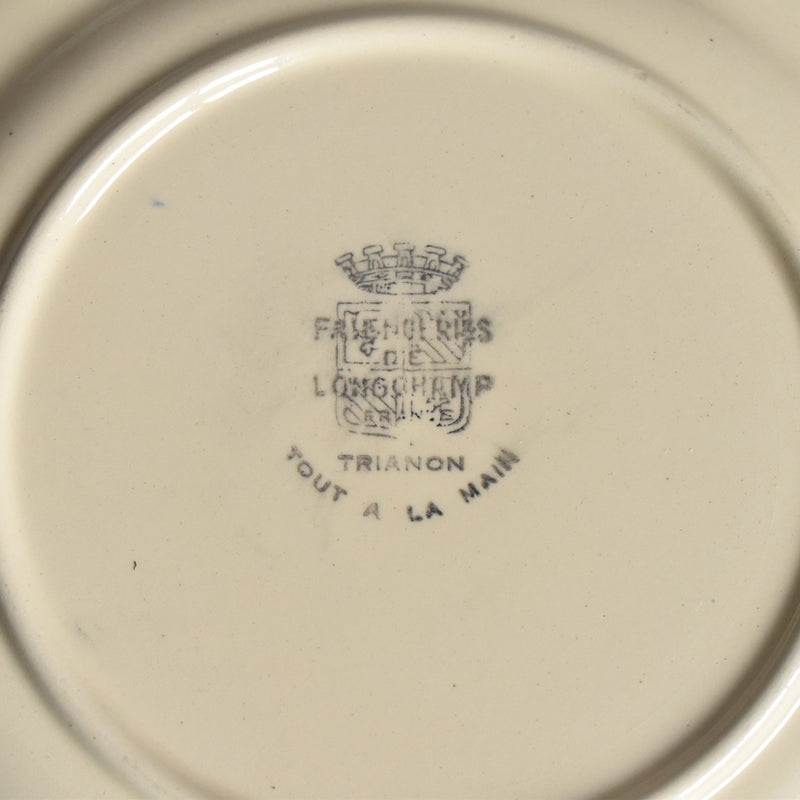 FAIENCERIES
DE
LONGCHAMP
FRANCE
TRIANON
TOUT A LA MAIN